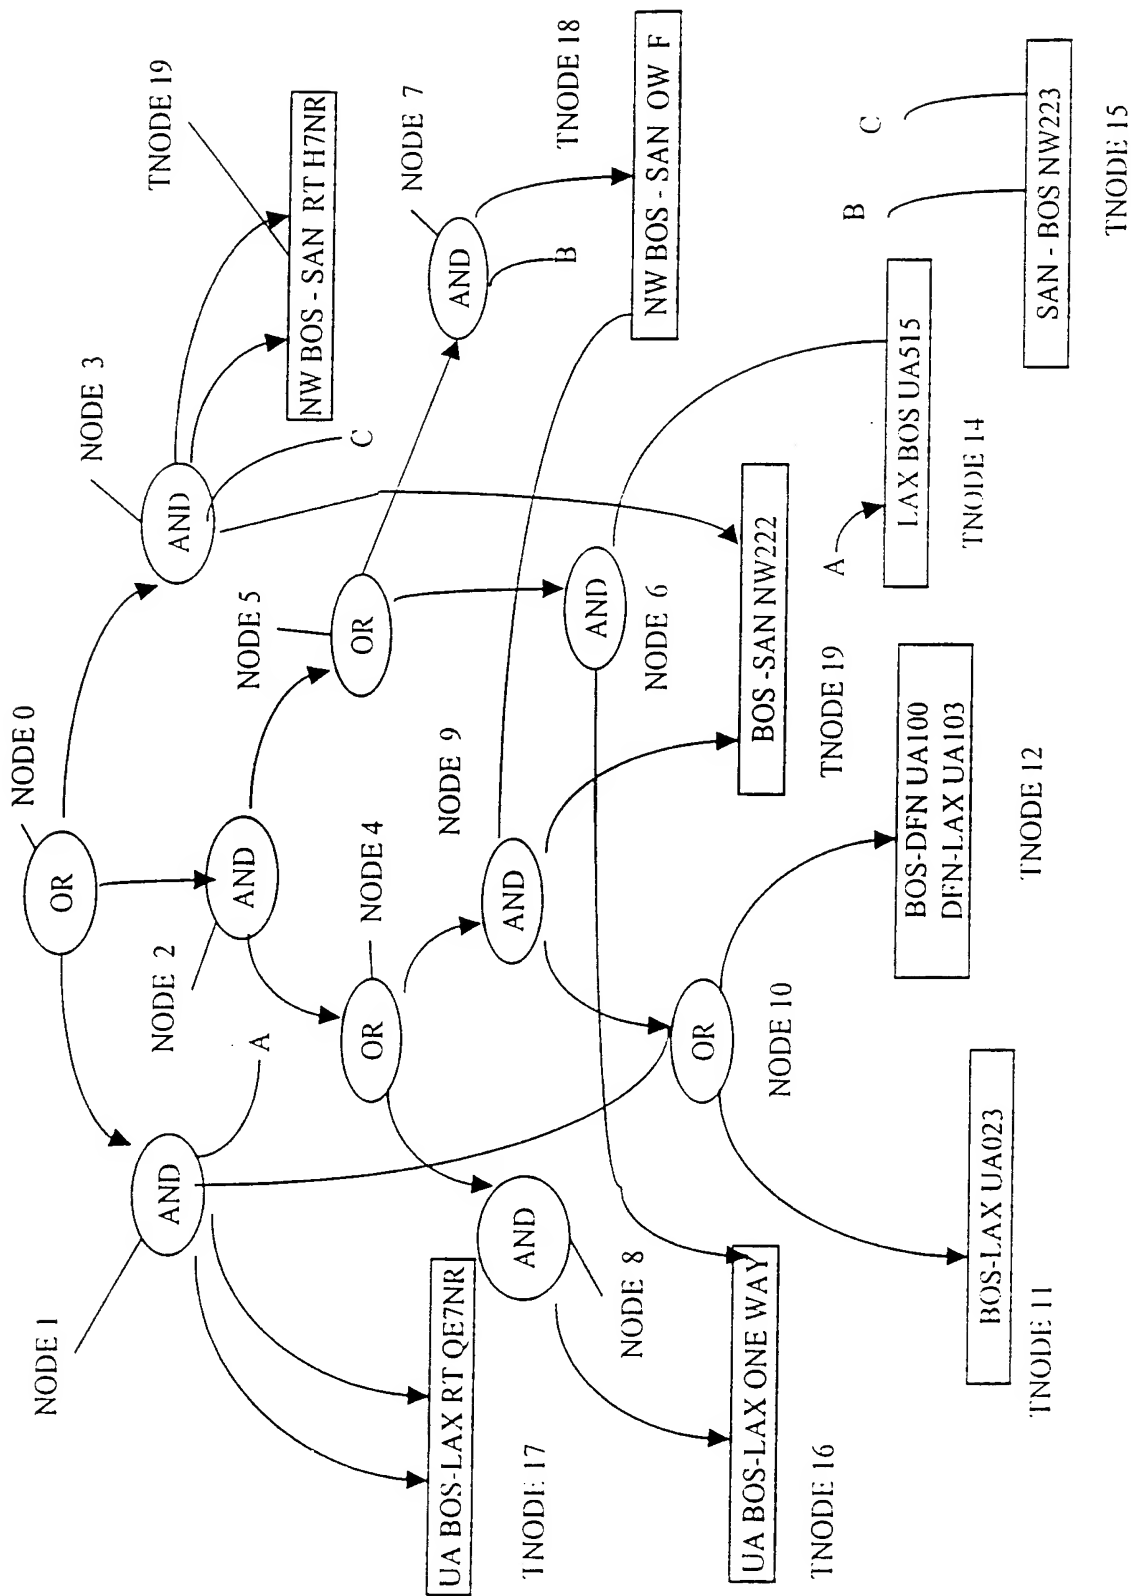 NODE 0
OR
NODE 1
AND
NODE 2
AND
A
NODE 3
AND
C
TNODE 19
NW BOS - SAN RT H7NR
NODE 4
OR
NODE 5
OR
NODE 7
AND
B
UA BOS-LAX RT QE7NR
TNODE 17
NODE 8
AND
NODE 9
AND
NODE 6
AND
TNODE 18
NW BOS - SAN OW F
UA BOS-LAX ONE WAY
TNODE 16
NODE 10
OR
BOS -SAN NW222
TNODE 19
A
LAX BOS UA515
TNODE 14
B
C
SAN - BOS NW223
TNODE 15
BOS-LAX UA023
TNODE 11
BOS-DFN UA100
DFN-LAX UA103
TNODE 12